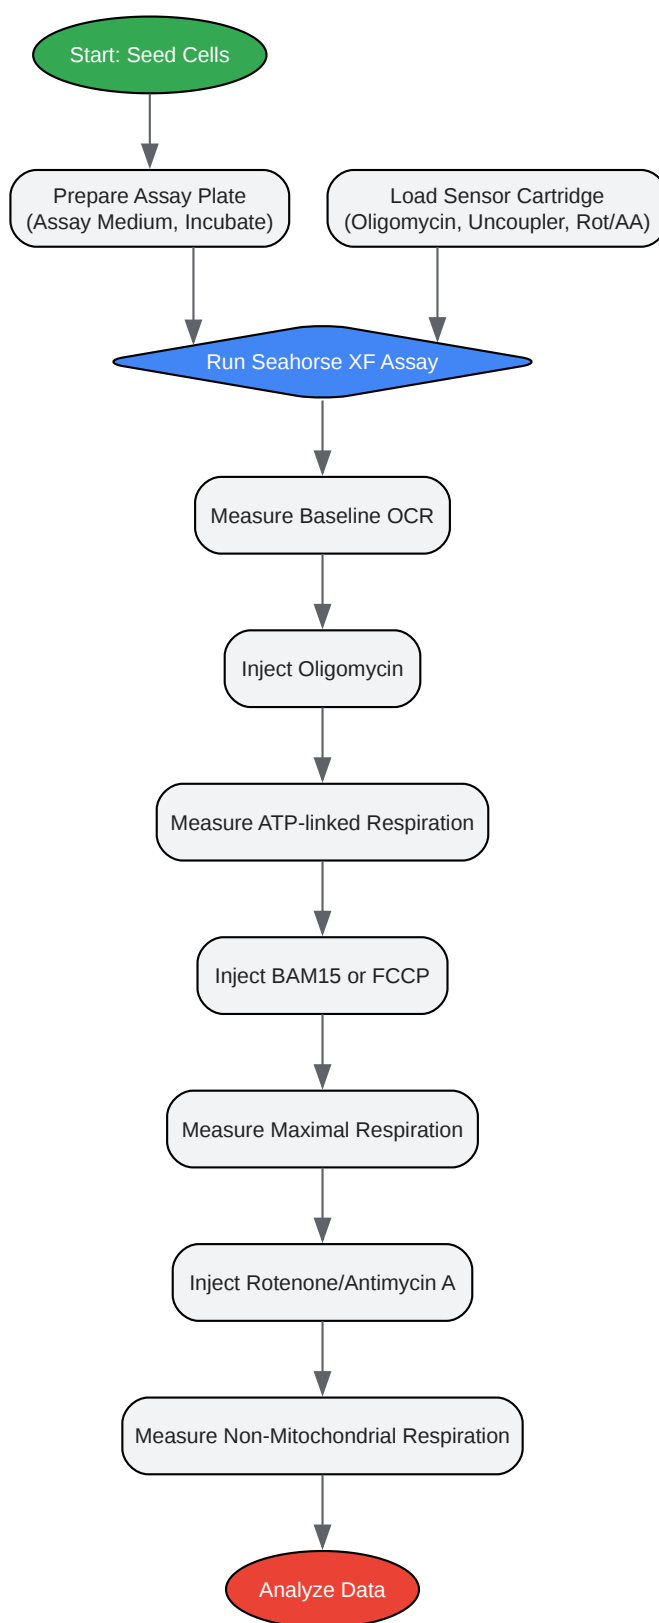 Start: Seed Cells
Prepare Assay Plate
(Assay Medium, Incubate)
Load Sensor Cartridge
(Oligomycin, Uncoupler, Rot/AA)
Run Seahorse XF Assay
Measure Baseline OCR
Inject Oligomycin
Measure ATP-linked Respiration
Inject BAM15 or FCCP
Measure Maximal Respiration
Inject Rotenone/Antimycin A
Measure Non-Mitochondrial Respiration
Analyze Data